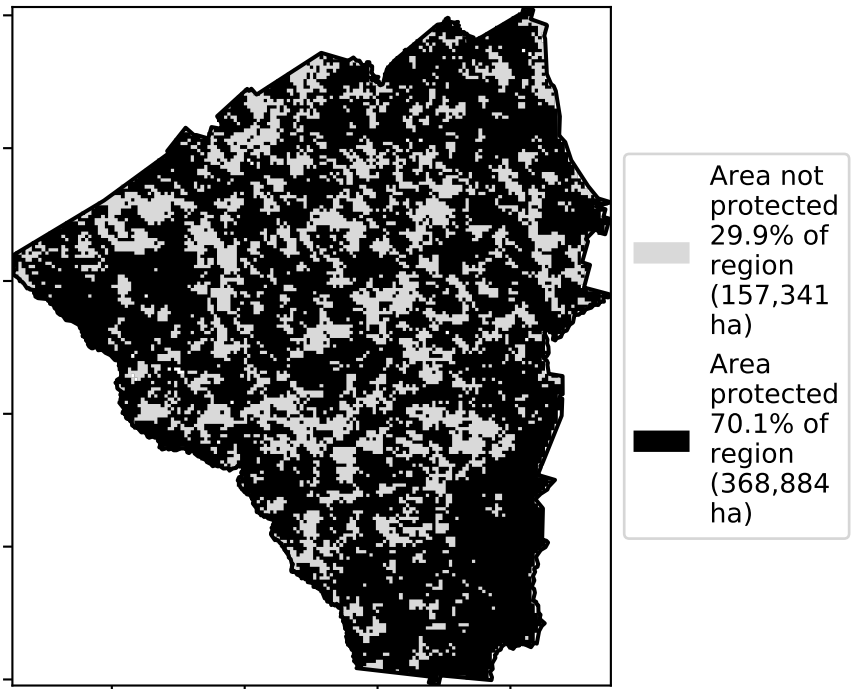 Area not
protected
29.9% of
region
(157,341
ha)
Area
protected
70.1% of
region
(368,884
ha)